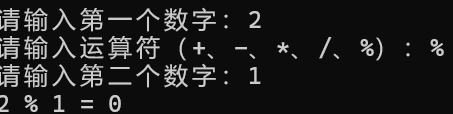 请输入第一个数字: 2
请输入运算符 (+、-、*、/、%) : %
请输入第二个数字: 1
2 % 1 = 0